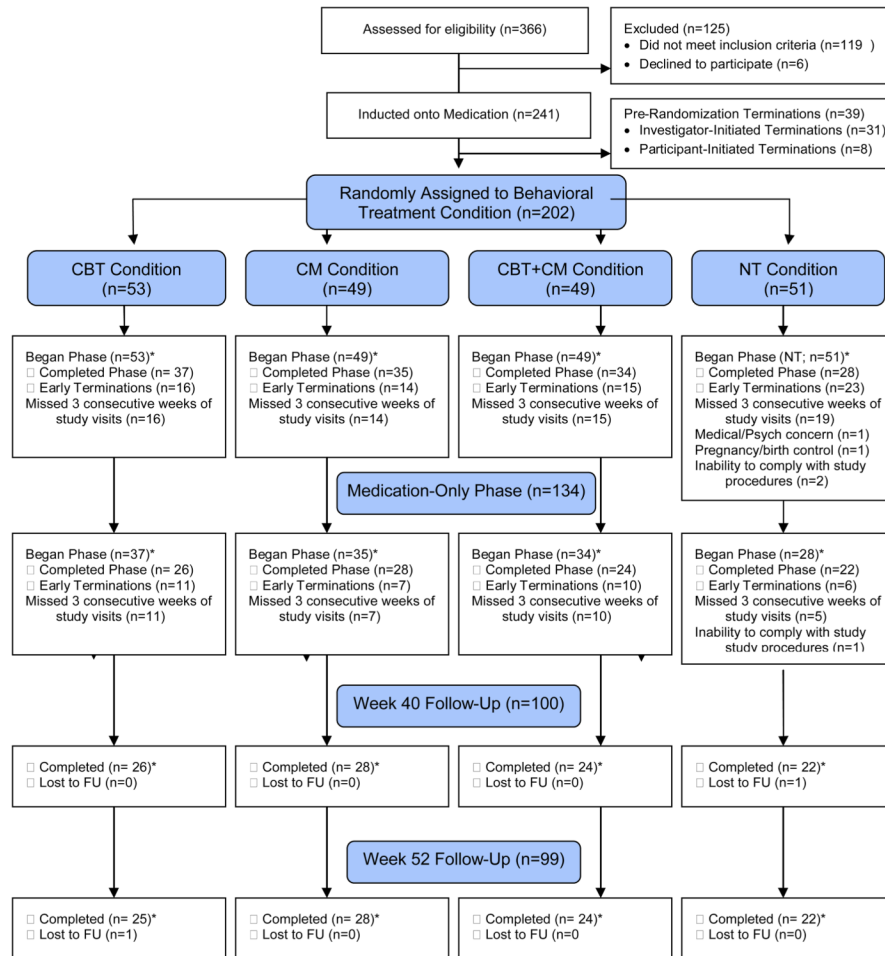 Assessed for eligibility (n=366)
Excluded (n=125)
• Did not meet inclusion criteria (n=119 )
• Declined to participate (n=6)
Inducted onto Medication (n=241)
Pre-Randomization Terminations (n=39)
• Investigator-Initiated Terminations (n=31)
• Participant-Initiated Terminations (n=8)
Randomly Assigned to Behavioral
Treatment Condition (n=202)
CBT Condition
(n=53)
CM Condition
(n=49)
CBT+CM Condition
(n=49)
NT Condition
(n=51)
Began Phase (n=53)*
□ Completed Phase (n= 37)
□ Early Terminations (n=16)
Missed 3 consecutive weeks of
study visits (n=16)
Began Phase (n=49)*
□ Completed Phase (n=35)
□ Early Terminations (n=14)
Missed 3 consecutive weeks of
study visits (n=14)
Began Phase (n=49)*
□ Completed Phase (n=34)
□ Early Terminations (n=15)
Missed 3 consecutive weeks of
study visits (n=15)
Began Phase (NT; n=51)*
□ Completed Phase (n=28)
□ Early Terminations (n=23)
Missed 3 consecutive weeks of
study visits (n=19)
Medical/Psych concern (n=1)
Pregnancy/birth control (n=1)
Inability to comply with study
procedures (n=2)
Medication-Only Phase (n=134)
Began Phase (n=37)*
□ Completed Phase (n= 26)
□ Early Terminations (n=11)
Missed 3 consecutive weeks of
study visits (n=11)
Began Phase (n=35)*
□ Completed Phase (n=28)
□ Early Terminations (n=7)
Missed 3 consecutive weeks of
study visits (n=7)
Began Phase (n=34)*
□ Completed Phase (n=24)
□ Early Terminations (n=10)
Missed 3 consecutive weeks of
study visits (n=10)
Began Phase (n=28)*
□ Completed Phase (n=22)
□ Early Terminations (n=6)
Missed 3 consecutive weeks of
study visits (n=5)
Inability to comply with study
study procedures (n=1)
Week 40 Follow-Up (n=100)
□ Completed (n= 26)*
□ Lost to FU (n=0)
□ Completed (n= 28)*
□ Lost to FU (n=0)
□ Completed (n= 24)*
□ Lost to FU (n=0)
□ Completed (n= 22)*
□ Lost to FU (n=1)
Week 52 Follow-Up (n=99)
□ Completed (n= 25)*
□ Lost to FU (n=1)
□ Completed (n= 28)*
□ Lost to FU (n=0)
□ Completed (n= 24)*
□ Lost to FU (n=0
□ Completed (n= 22)*
□ Lost to FU (n=0)